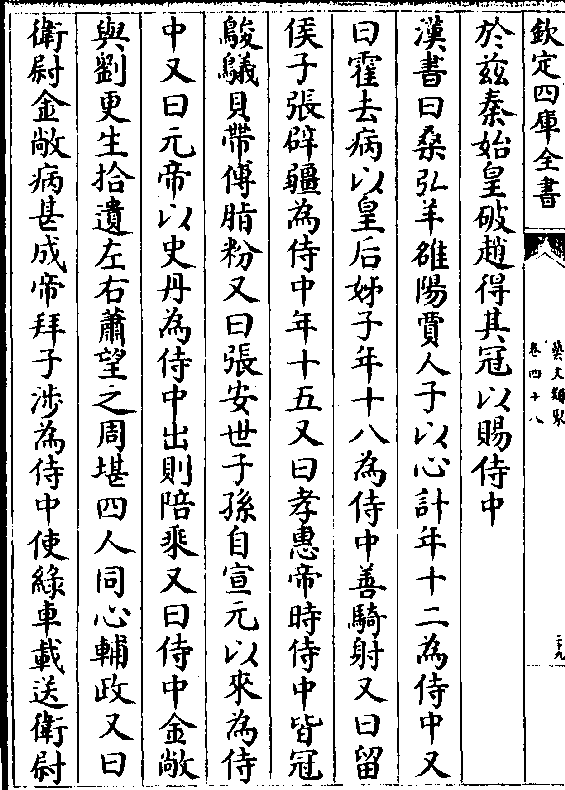 欽定四庫全書
藝文類聚
卷四十八
二十九
於兹秦始皇破趙得其冠以賜侍中
漢書曰桑弘羊雒陽賈人子以心計年十二為侍中又
曰霍去病以皇后姊子年十八為侍中善騎射又曰留
侯子張辟疆為侍中年十五又曰孝惠帝時侍中皆冠
鵔鸃貝帶傅脂粉又曰張安世子孫自宣元以來為侍
中又曰元帝以史丹為侍中出則陪乘又曰侍中金敞
與劉更生拾遺左右蕭望之周堪四人同心輔政又曰
衛尉金敞病甚成帝拜子涉為侍中使綠車載送衛尉